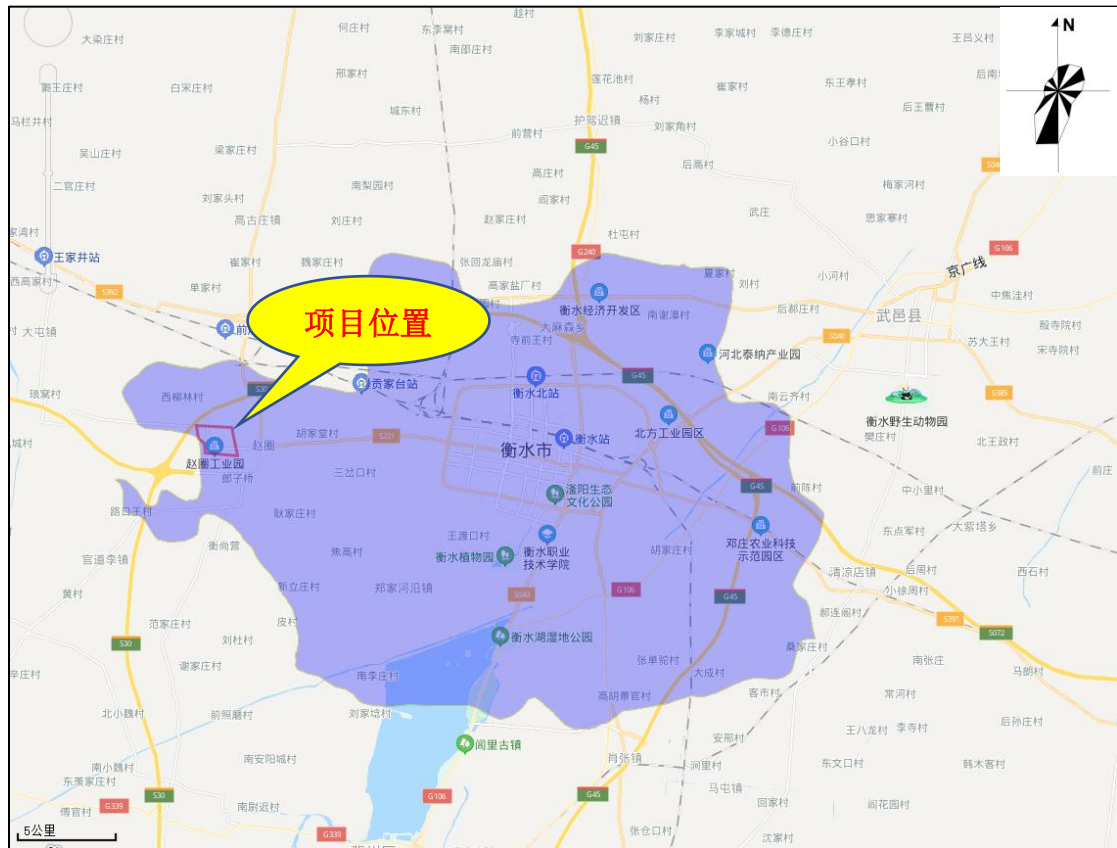 大染庄村
何庄村
东李窝村
南邵庄村
赵村
刘家庄村
李家城村
李德庄村
王吕义村
N
邢家村
莲花池村
崔家村
东王孝村
白宋庄村
城东村
杨村
后王曹村
马栏井村
护驾迟镇
前营村
刘家角村
小谷口村
梁家庄村
G45
吴山庄村
后鬲村
高庄村
二官庄村
南梨园村
梅家河村
刘家头村
阎家村
武庄
思家寨村
高古庄镇
刘庄村
赵家庄村
杜屯村
G106
王家井站
G240
京广线
崔家村
魏家庄村
张回龙庙村
夏家村
小河村
西高家村
单家村
高家盐厂村
刘村
中焦洼村
S392
衡水经济开发区
后郝庄村
项目位置
南谢漳村
武邑县
殷寺院村
大屯镇
大麻森乡
S040
苏大王村
寺前王村
宋寺院村
河北泰纳产业园
琅窝村
贡家台站
衡水北站
G45
S385
西柳林村
南云齐村
衡水野生动物园
北方工业园区
G106
胡家堂村
S231
衡水站
樊庄村
北王政村
赵圈
衡水市
赵圈工业园
前庄
郎子桥
三岔口村
G45
前陈村
中小里村
滏阳生态
文化公园
路口王村
耿家庄村
大紫塔乡
王渡口村
东点军村
衡尚营
邓庄农业科技
示范园区
官道李镇
焦高村
衡水植物园
衡水职业
技术学院
胡家庄村
清凉店镇
后周村
西石村
新立庄村
郑家河沿镇
S040
G106
G45
小徐周村
黄村
郝连阁村
范家庄村
皮村
S391
S30
刘杜村
衡水湖湿地公园
S072
桑家庄村
谢家庄村
张单驼村
南张庄
辛庄村
南李庄村
大成村
马朗村
高胡景官村
客市村
常河村
北小魏村
前照磨村
刘家埝村
后孙庄村
王八龙村
李寺村
闾里古镇
安邢村
南安阳城村
肖张镇
南小魏村
涧里村
东文口村
韩木客村
东羡家庄村
马屯镇
S30
G106
G45
回家村
阎花园村
G339
傅官村
南尉迟村
5公里
G339
张仓口村
沈家村